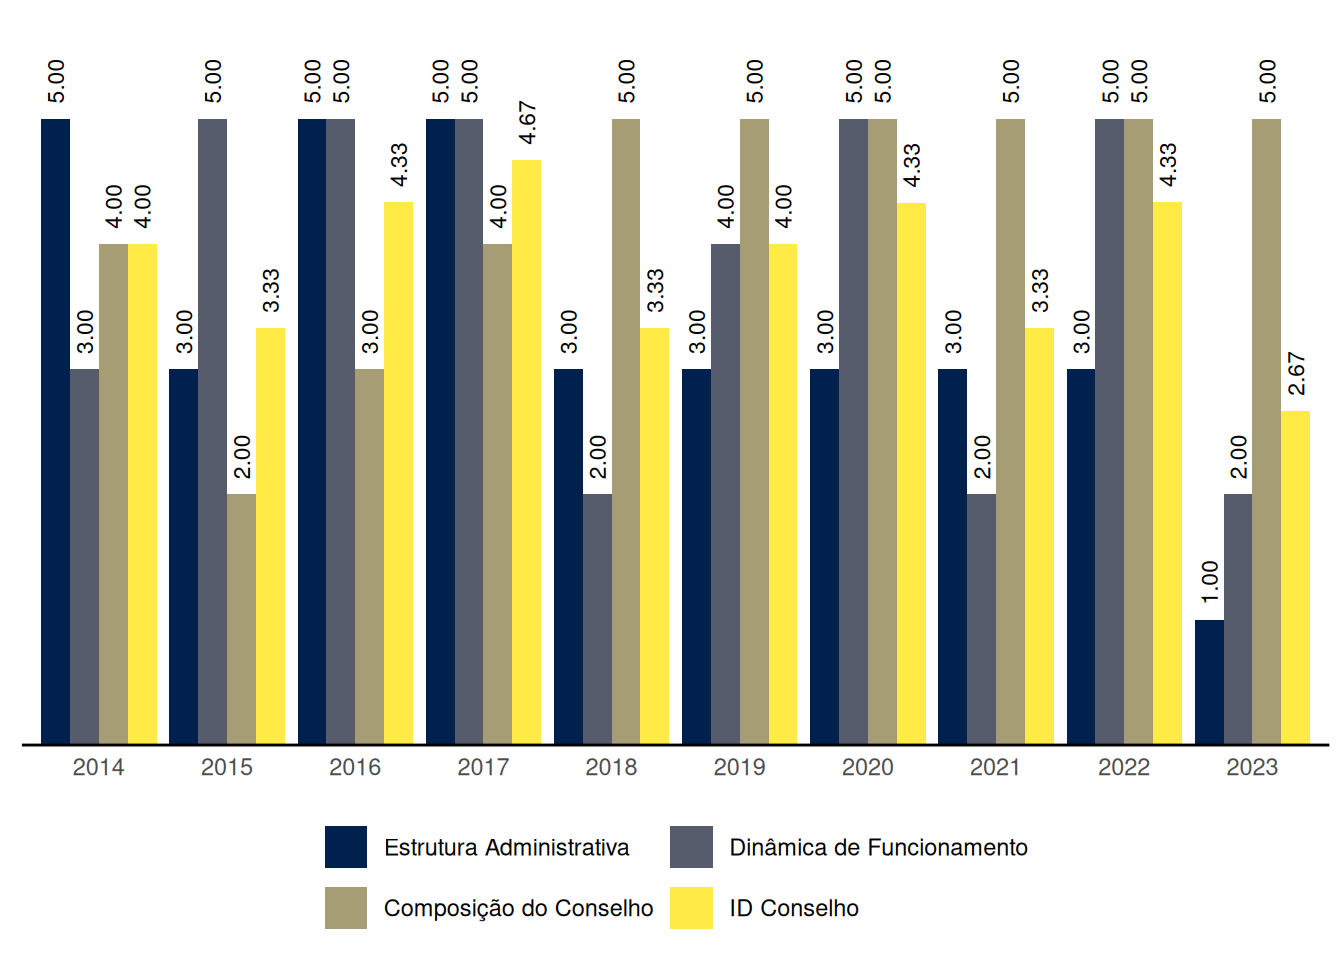 5.00 3.00 4.00 4.00
3.00 5.00 2.00 3.33
5.00 5.00 3.00 4.33
5.00 5.00 4.00 4.67
3.00 2.00 5.00 3.33
3.00 4.00 5.00 4.00
3.00 5.00 5.00 4.33
3.00 2.00 5.00 3.33
3.00 5.00 5.00 4.33
1.00 2.00 5.00 2.67
2014 2015 2016 2017 2018 2019 2020 2021 2022 2023
Estrutura Administrativa Dinâmica de Funcionamento
Composição do Conselho ID Conselho